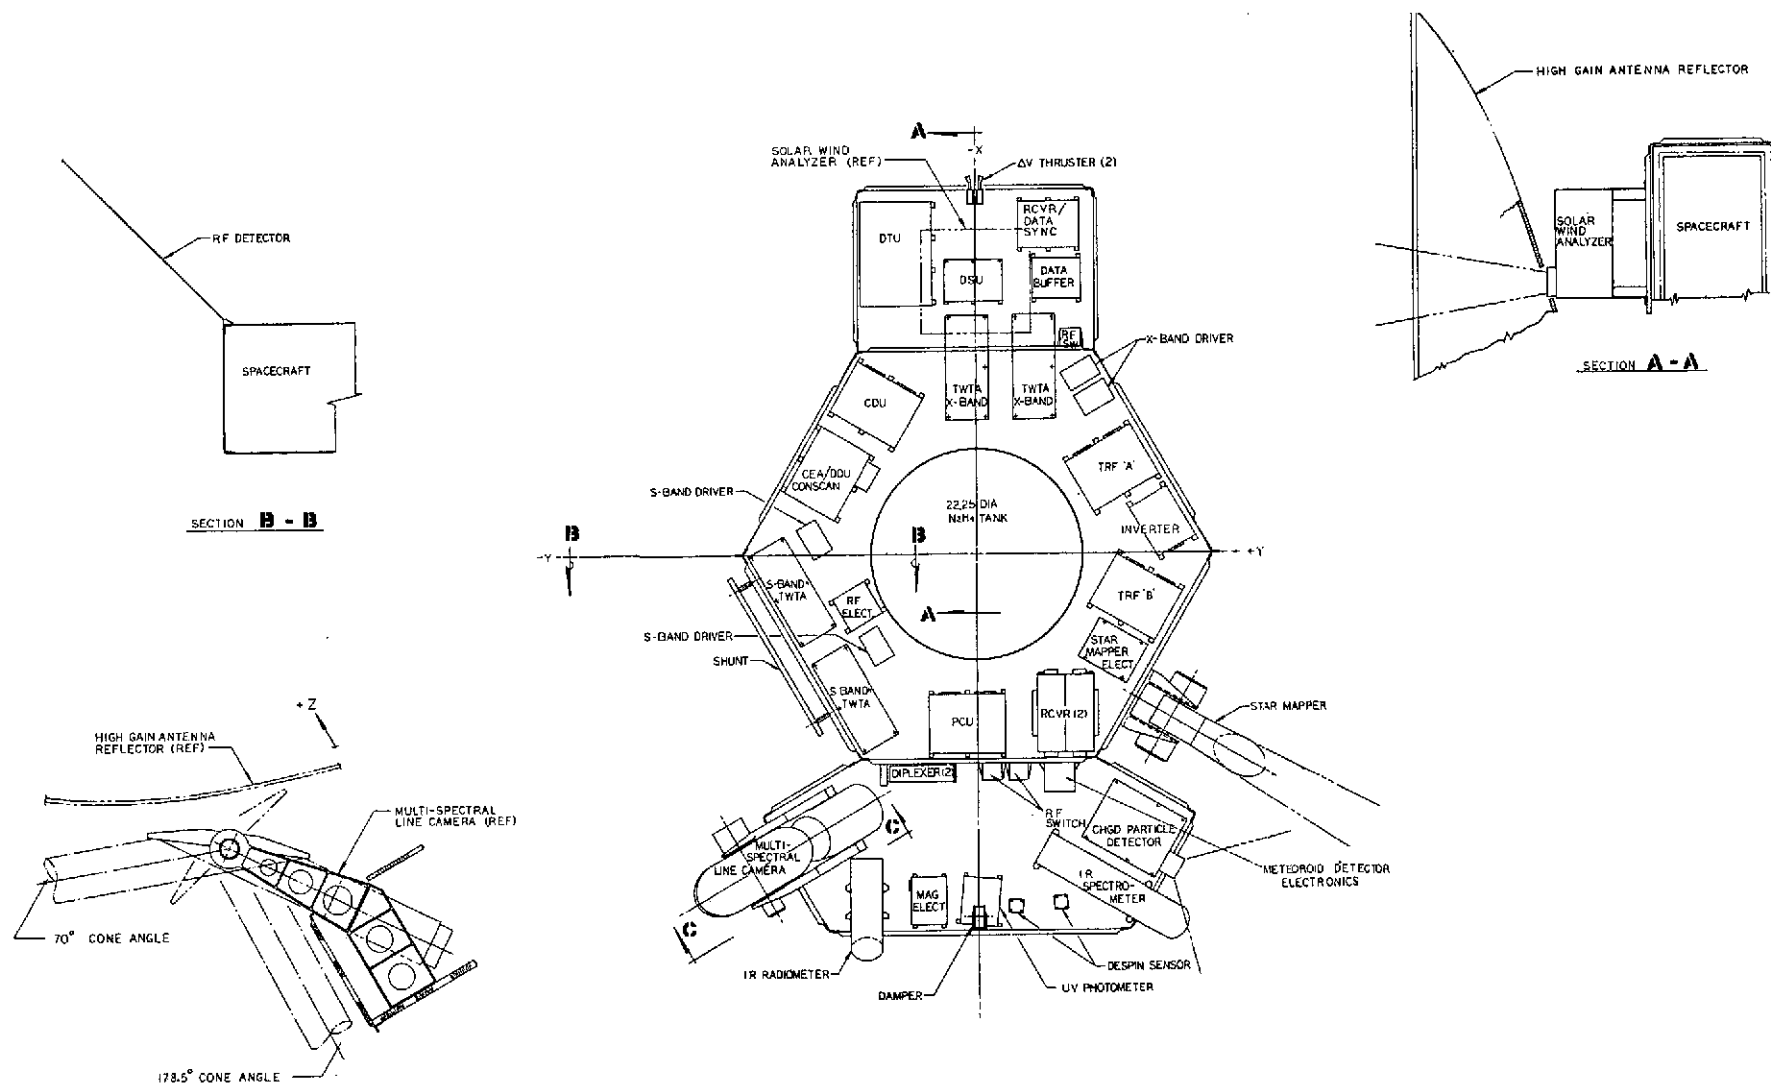 HIGH GAIN ANTENNA REFLECTOR
SOLAR
WIND
ANALYZER
SPACECRAFT
SECTION A - A
RF DETECTOR
SPACECRAFT
SECTION B - B
A
-X
SOLAR WIND
ANALYZER (REF)
ΔV THRUSTER (2)
DTU
RCVR/
DATA
SYNC
DSU
DATA
BUFFER
RF
SW
X-BAND DRIVER
TWTA
X-BAND
TWTA
X-BAND
CDU
CEA/DDU
CONSCAN
TRF 'A'
S-BAND DRIVER
22.25 DIA
N2H4 TANK
INVERTER
B
B
-Y
+Y
S-BAND
TWTA
RF
ELECT
TRF 'B'
A
S-BAND DRIVER
SHUNT
STAR
MAPPER
ELECT
S BAND
TWTA
PCU
RCVR (2)
STAR MAPPER
DIPLEXER (2)
RF
SWITCH
C
CHGD PARTICLE
DETECTOR
MULTI-
SPECTRAL
LINE CAMERA
METEOROID DETECTOR
ELECTRONICS
IR
SPECTRO-
METER
MAG
ELECT
C
IR RADIOMETER
DESPIN SENSOR
UV PHOTOMETER
DAMPER
+Z
HIGH GAIN ANTENNA
REFLECTOR (REF)
MULTI-SPECTRAL
LINE CAMERA (REF)
70° CONE ANGLE
178.5° CONE ANGLE